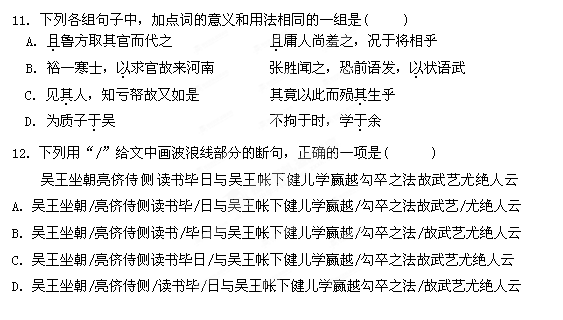 11. 下列各组句子中，加点词的意义和用法相同的一组是(  )
A. 且鲁方取其官而代之  且庸人尚羞之，况于将相乎
B. 裕一寒士，以求官故来河南  张胜闻之，恐前语发，以状语武
C. 见其人，知亏帑故又如是  其竟以此而殒其生乎
D. 为质子于吴  不拘于时，学于余
12. 下列用“/”给文中画波浪线部分的断句，正确的一项是(  )
吴王坐朝亮侪侍侧读书毕日与吴王帐下健儿学赢越勾卒之法故武艺尤绝人云
A. 吴王坐朝/亮侪侍侧读书毕/日与吴王帐下健儿学赢越/勾卒之法故武艺/尤绝人云
B. 吴王坐朝/亮侪侍侧读书/毕日与吴王帐下健儿学赢越勾卒之法/故武艺尤绝人云
C. 吴王坐朝/亮侪侍侧读书毕日/与吴王帐下健儿学赢越/勾卒之法故武艺尤绝人云
D. 吴王坐朝/亮侪侍侧/读书毕/日与吴王帐下健儿学赢越勾卒之法/故武艺尤绝人云